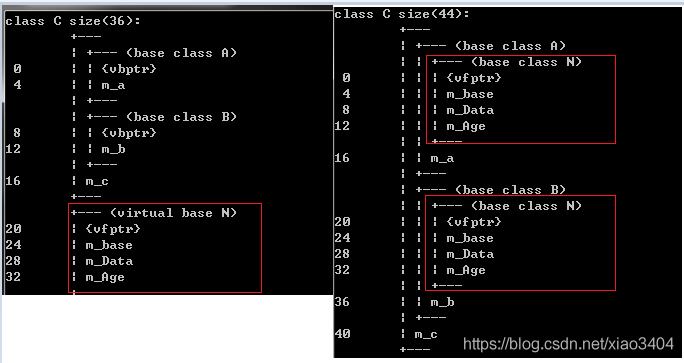 class C size(36):
+---
| +--- (base class A)
0 | | {vbptr}
4 | | m_a
| +---
| +--- (base class B)
8 | | {vbptr}
12 | | m_b
| +---
16 | m_c
+---
+--- (virtual base N)
20 | {vfptr}
24 | m_base
28 | m_Data
32 | m_Age
class C size(44):
+---
| +--- (base class A)
| | +--- (base class N)
0 | | | {vfptr}
4 | | | m_base
8 | | | m_Data
12 | | | m_Age
| | +---
16 | | m_a
| +---
| +--- (base class B)
| | +--- (base class N)
20 | | | {vfptr}
24 | | | m_base
28 | | | m_Data
32 | | | m_Age
| | +---
36 | | m_b
| +---
40 | m_c
+---
https://blog.csdn.net/xiao3404